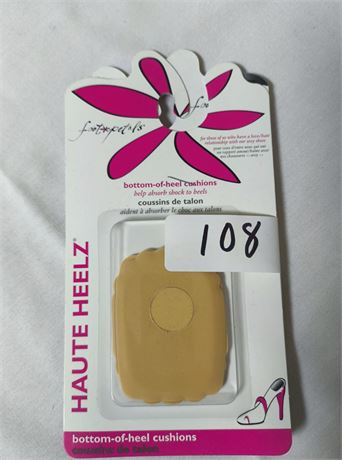 foot petals
for those of us who have a love/hate
relationship with our sexy shoes
bottom-of-heel cushions
help absorb shock to heels
coussins de talon
aident à absorber le choc aux talons
108
HAUTE HEELZ
bottom-of-heel cushions
coussins de talon